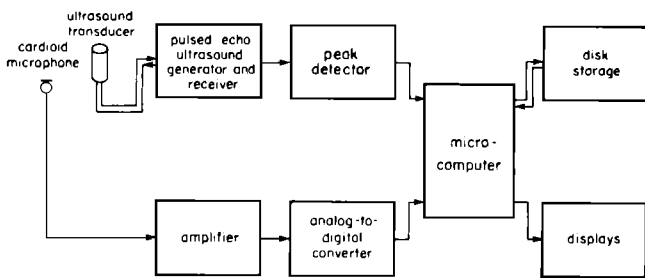 ultrasound
transducer
cardioid
microphone
pulsed echo
ultrasound
generator and
receiver
peak
detector
disk
storage
micro-
computer
amplifier
analog-to-
digital
converter
displays